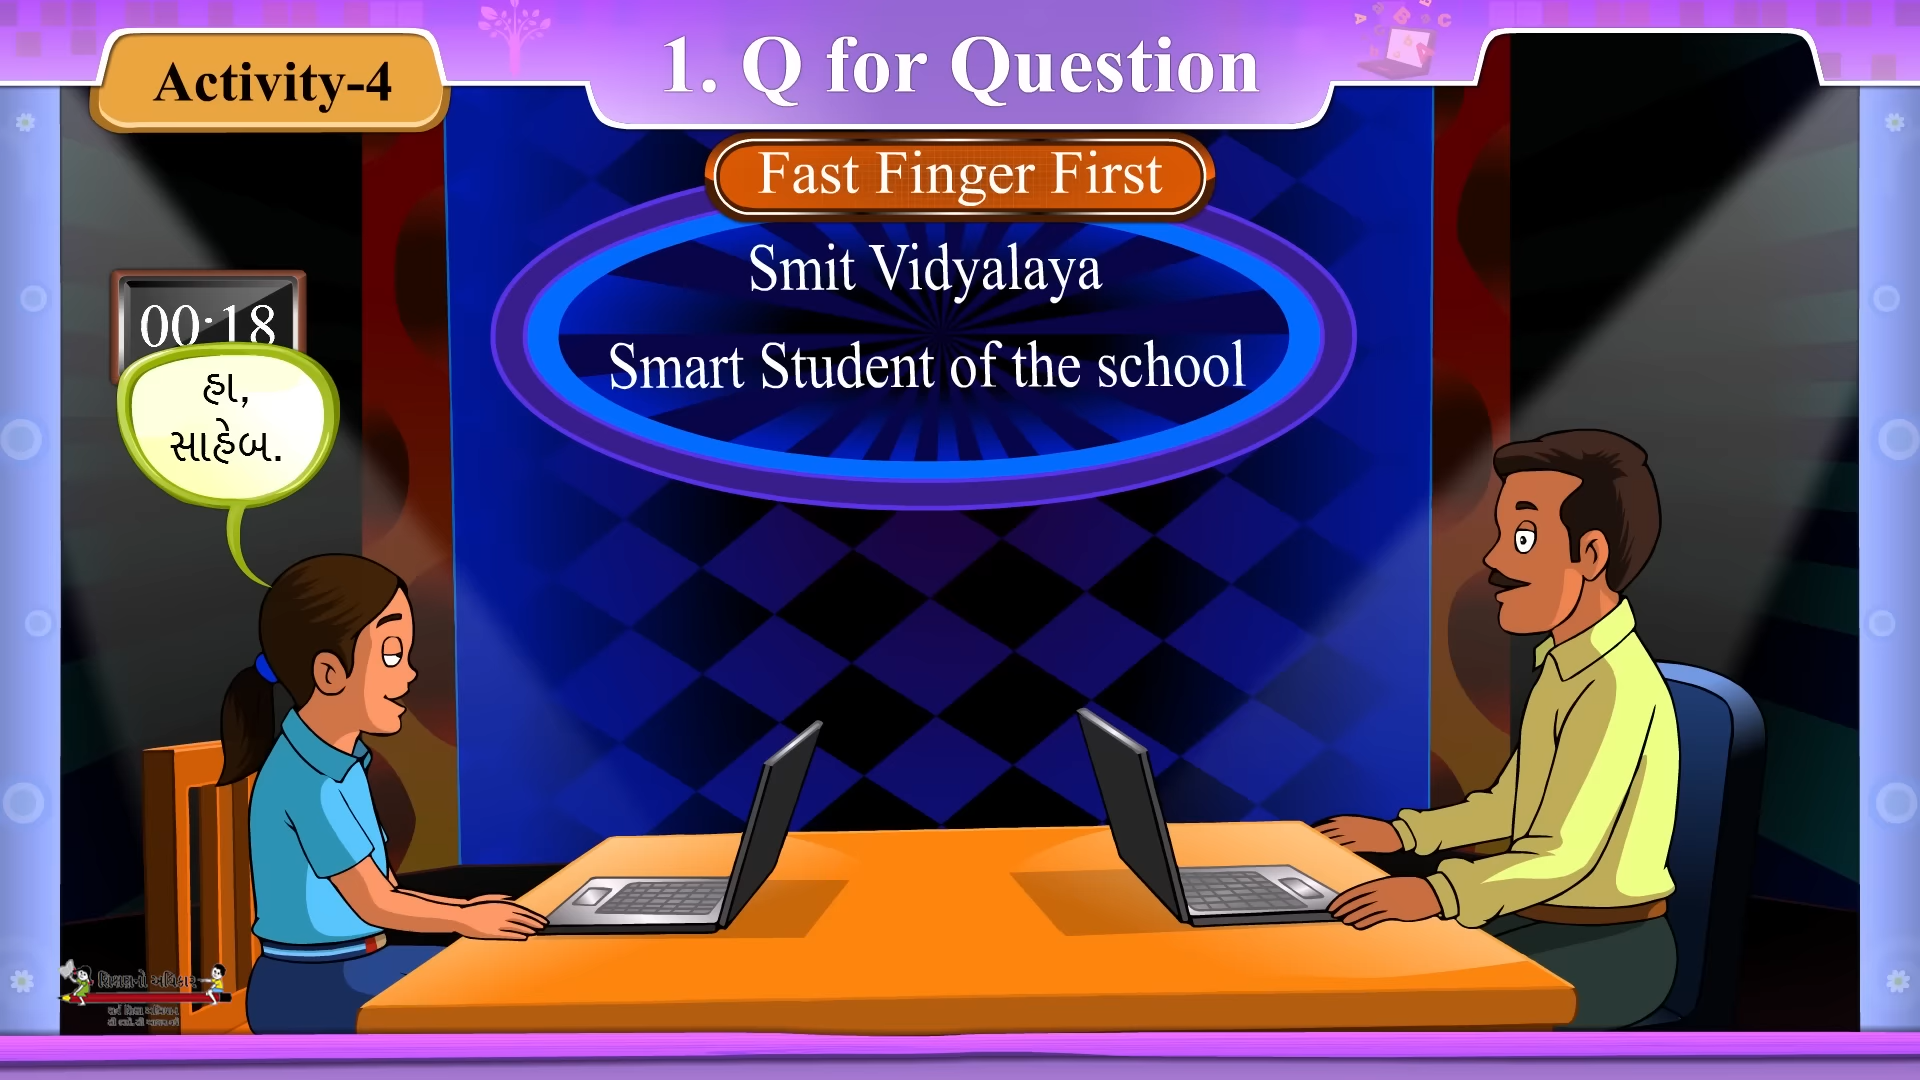 1. Q for Question
Activity-4
Fast Finger First
Smit Vidyalaya
Smart Student of the school
00:18
હા,
સાહેબ.